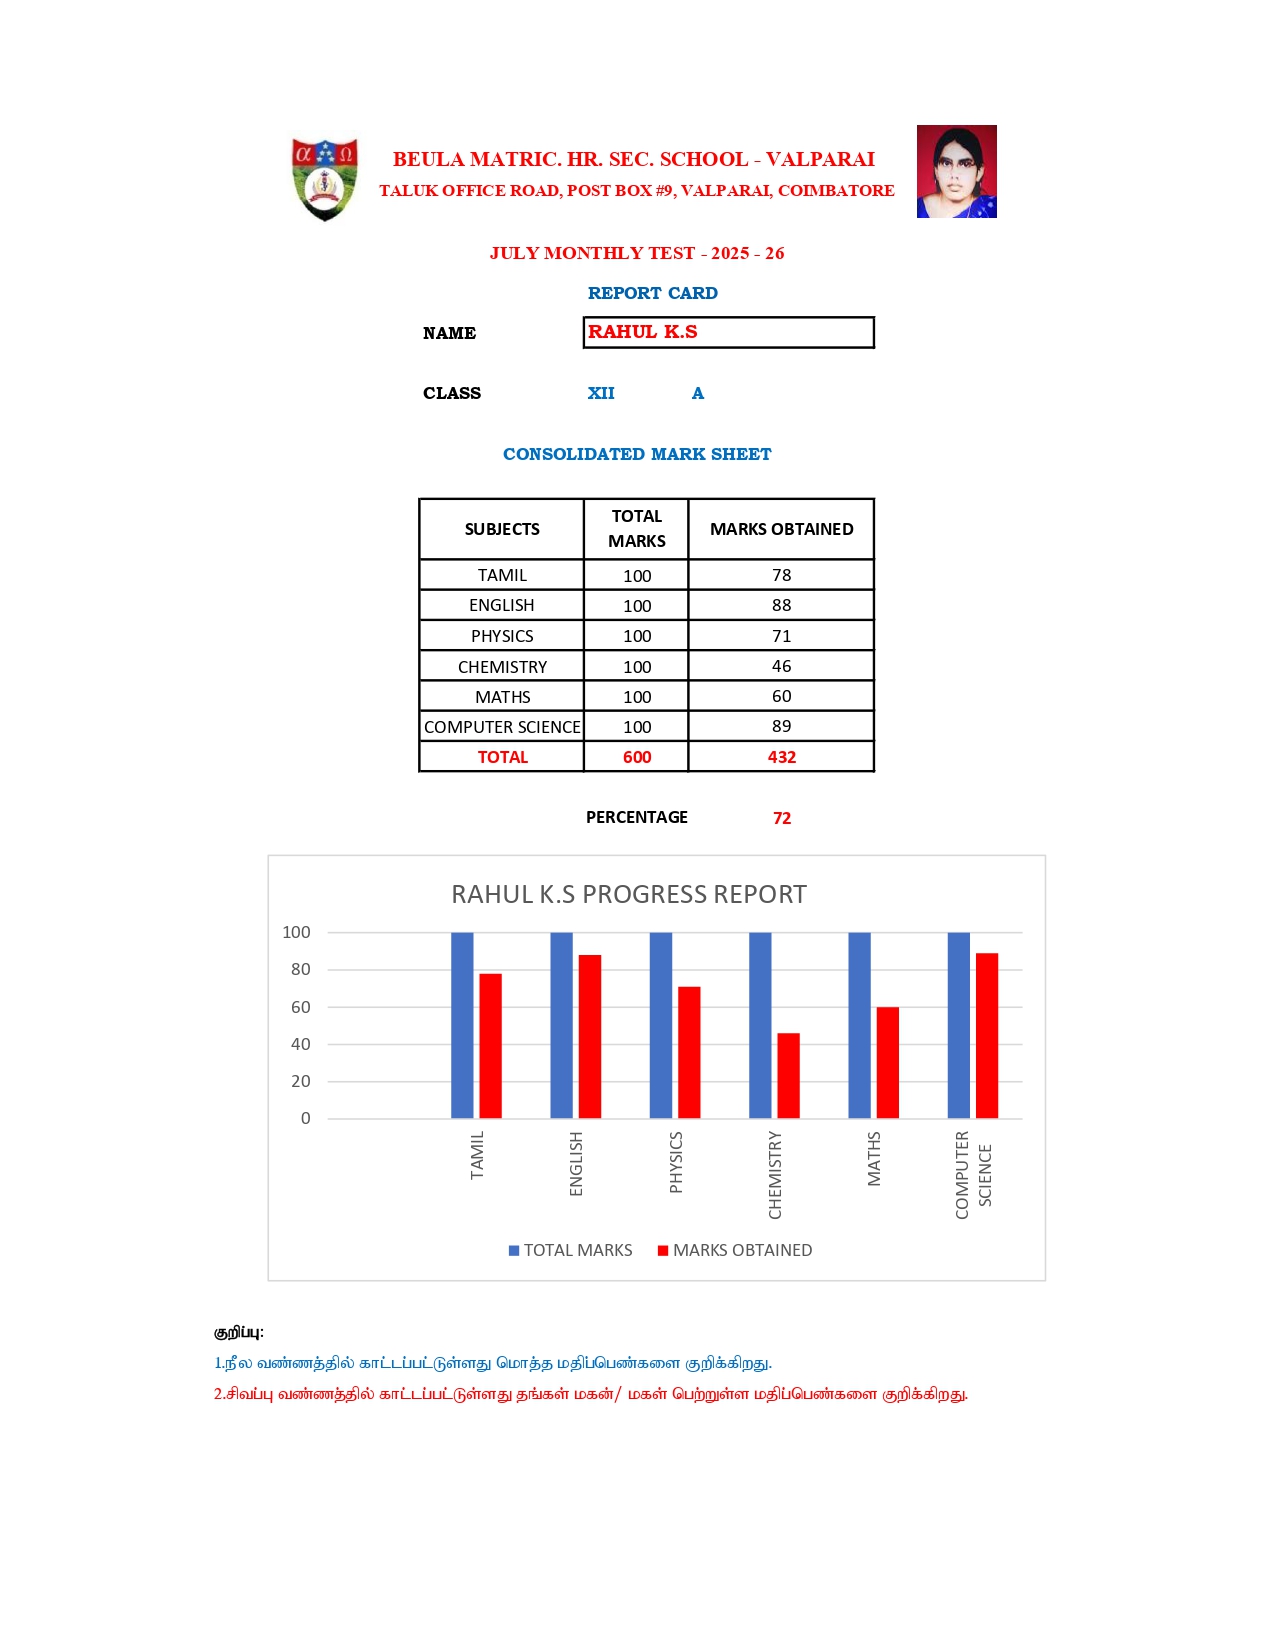 α Ω
BEULA MATRIC. HR. SEC. SCHOOL - VALPARAI
TALUK OFFICE ROAD, POST BOX #9, VALPARAI, COIMBATORE
JULY MONTHLY TEST - 2025 - 26
REPORT CARD
NAME RAHUL K.S
CLASS XII A
CONSOLIDATED MARK SHEET
SUBJECTS TOTAL MARKS MARKS OBTAINED
TAMIL 100 78
ENGLISH 100 88
PHYSICS 100 71
CHEMISTRY 100 46
MATHS 100 60
COMPUTER SCIENCE 100 89
TOTAL 600 432
PERCENTAGE 72
RAHUL K.S PROGRESS REPORT
100
80
60
40
20
0
TAMIL
ENGLISH
PHYSICS
CHEMISTRY
MATHS
COMPUTER
SCIENCE
TOTAL MARKS MARKS OBTAINED
குறிப்பு:
1.நீல வண்ணத்தில் காட்டப்பட்டுள்ளது மொத்த மதிப்பெண்களை குறிக்கிறது.
2.சிவப்பு வண்ணத்தில் காட்டப்பட்டுள்ளது தங்கள் மகன்/ மகள் பெற்றுள்ள மதிப்பெண்களை குறிக்கிறது.